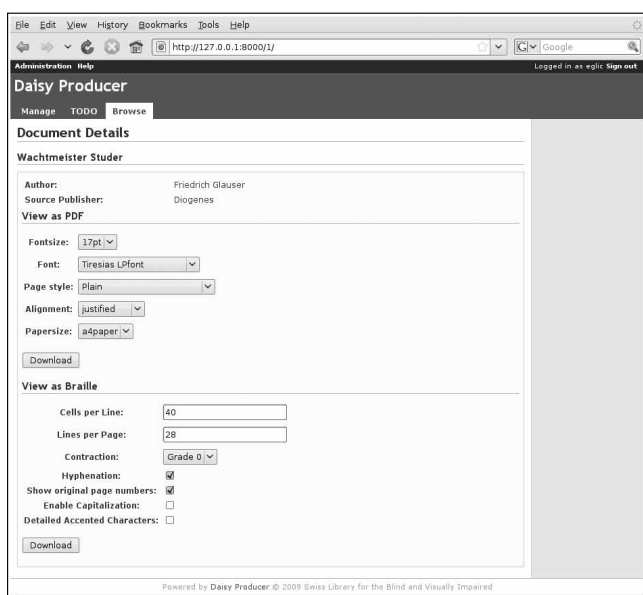 File Edit View History Bookmarks Tools Help
http://127.0.0.1:8000/1/ Google
Administration Help Logged in as eglic Sign out
Daisy Producer
Manage TODO Browse
Document Details
Wachtmeister Studer
Author: Friedrich Glauser
Source Publisher: Diogenes
View as PDF
Fontsize: 17pt
Font: Tiresias LPfont
Page style: Plain
Alignment: justified
Papersize: a4paper
Download
View as Braille
Cells per Line: 40
Lines per Page: 28
Contraction: Grade 0
Hyphenation:
Show original page numbers:
Enable Capitalization:
Detailed Accented Characters:
Download
Powered by Daisy Producer © 2009 Swiss Library for the Blind and Visually Impaired